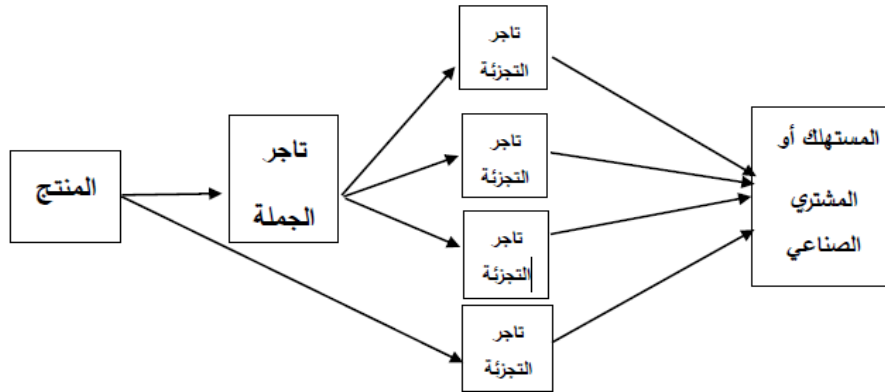 المنتج
تاجر
الجملة
تاجر
التجزئة
تاجر
التجزئة
تاجر
التجزئة
تاجر
التجزئة
المستهلك أو
المشتري
الصناعي